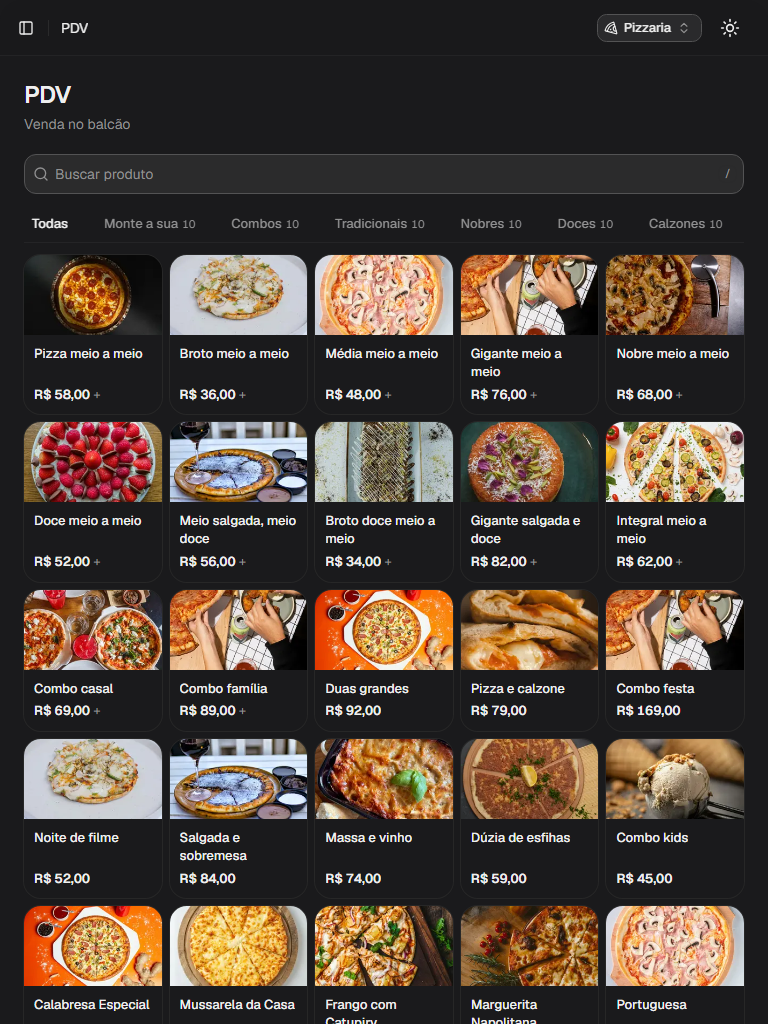 PDV
Pizzaria
PDV
Venda no balcão
Buscar produto /
Todas Monte a sua 10 Combos 10 Tradicionais 10 Nobres 10 Doces 10 Calzones 10
Pizza meio a meio
R$ 58,00 +
Broto meio a meio
R$ 36,00 +
Média meio a meio
R$ 48,00 +
Gigante meio a
meio
R$ 76,00 +
Nobre meio a meio
R$ 68,00 +
Doce meio a meio
R$ 52,00 +
Meio salgada, meio
doce
R$ 56,00 +
Broto doce meio a
meio
R$ 34,00 +
Gigante salgada e
doce
R$ 82,00 +
Integral meio a
meio
R$ 62,00 +
Combo casal
R$ 69,00 +
Combo família
R$ 89,00 +
Duas grandes
R$ 92,00
Pizza e calzone
R$ 79,00
Combo festa
R$ 169,00
Noite de filme
R$ 52,00
Salgada e
sobremesa
R$ 84,00
Massa e vinho
R$ 74,00
Dúzia de esfihas
R$ 59,00
Combo kids
R$ 45,00
Calabresa Especial
Mussarela da Casa
Frango com
Catupiry
Marguerita
Napolitana
Portuguesa